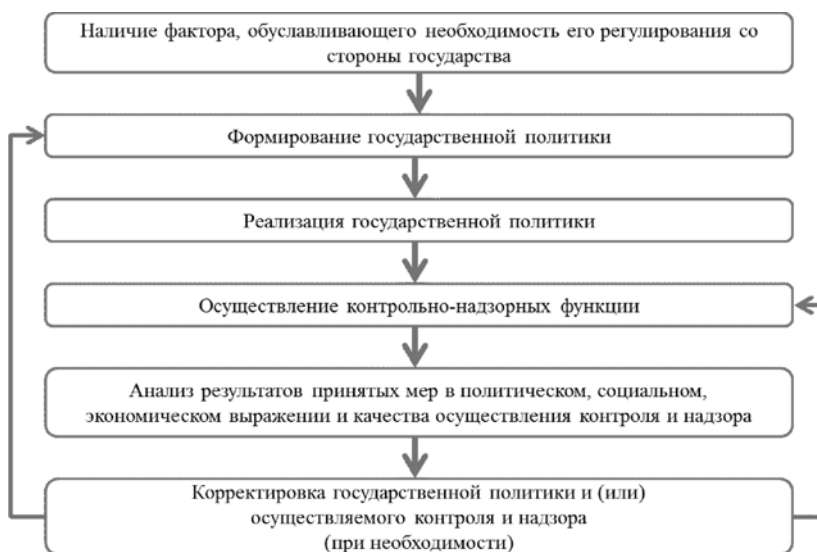 Наличие фактора, обуславливающего необходимость его регулирования со
стороны государства
Формирование государственной политики
Реализация государственной политики
Осуществление контрольно-надзорных функции
Анализ результатов принятых мер в политическом, социальном,
экономическом выражении и качества осуществления контроля и надзора
Корректировка государственной политики и (или)
осуществляемого контроля и надзора
(при необходимости)